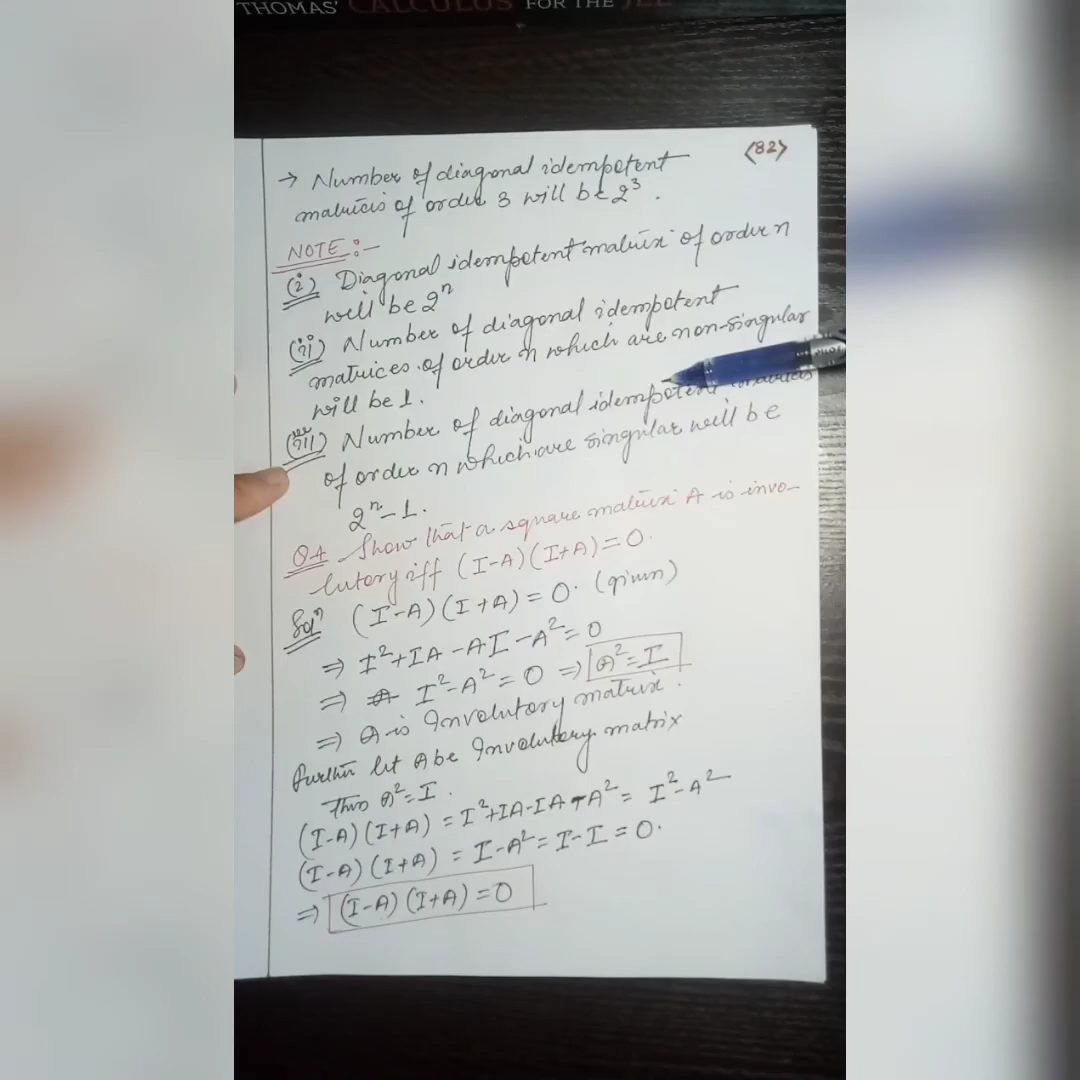 THOMAS' CALCULUS FOR THE JEE
<82>
→ Number of diagonal idempotent
matricis of order 3 will be 2³.
NOTE:-
(i) Diagonal idempotent matrix of order n
will be 2ⁿ
(ii) Number of diagonal idempotent
matrices of order n which are non-singular
will be 1.
(iii) Number of diagonal idempotent
of order n which are singular will be
2ⁿ-1.
Q4 Show that a square matrix A is invo-
lutory iff (I-A)(I+A)=0.
Solⁿ (I-A)(I+A)=0. (given)
⇒ I²+IA-AI-A²=0
⇒ I²-A²=0 ⇒ A²=I
⇒ A is Involutory matrix.
Further let A be Involutory matrix
Then A²=I.
(I-A)(I+A)=I²+IA-IA-A²=I²-A²
(I-A)(I+A)=I-A²=I-I=0.
⇒ (I-A)(I+A)=0